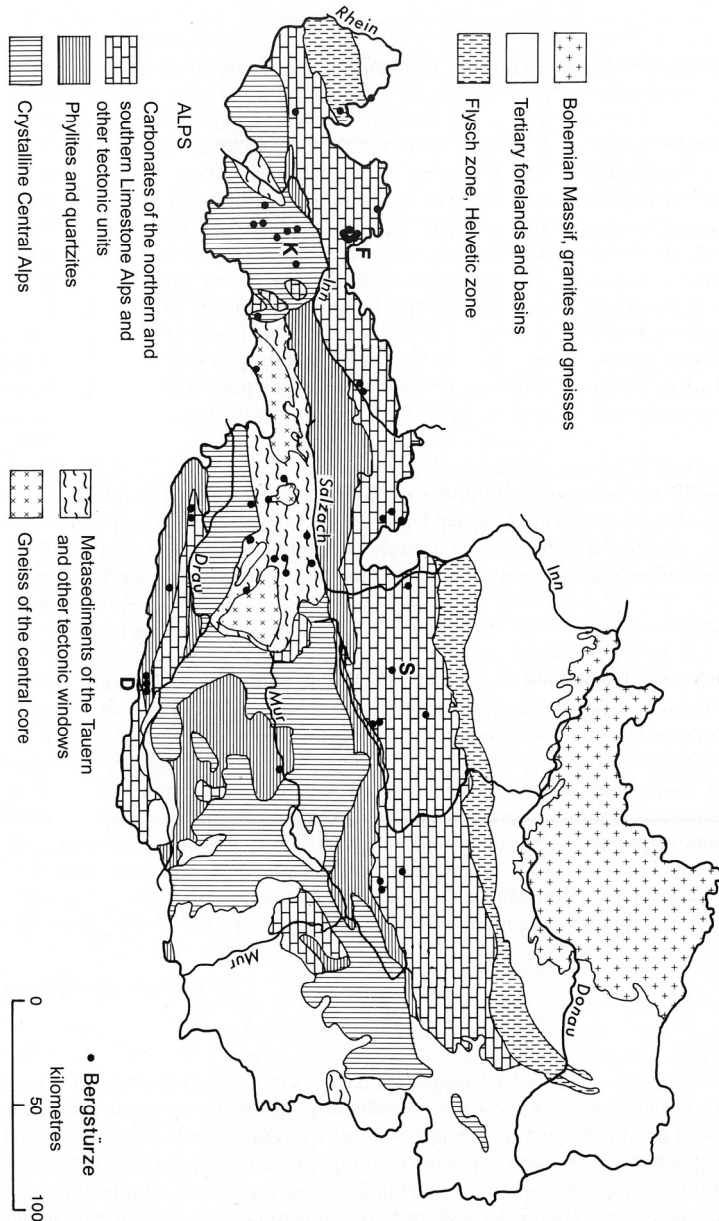 Bohemian Massif, granites and gneisses
Tertiary forelands and basins
Flysch zone, Helvetic zone
Rhein
F
K
Inn
Salzach
Inn
S
Donau
Drau
D
Mur
Mur
ALPS
Carbonates of the northern and
southern Limestone Alps and
other tectonic units
Phylites and quartzites
Crystalline Central Alps
Metasediments of the Tauern
and other tectonic windows
Gneiss of the central core
• Bergstürze
0 50 100
kilometres